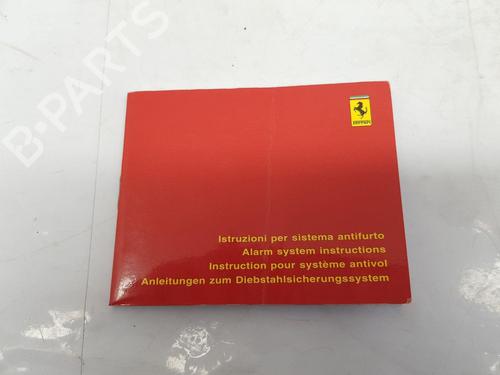 B-PARTS
Ferrari
Istruzioni per sistema antifurto
Alarm system instructions
Instruction pour système antivol
Anleitungen zum Diebstahlsicherungssystem